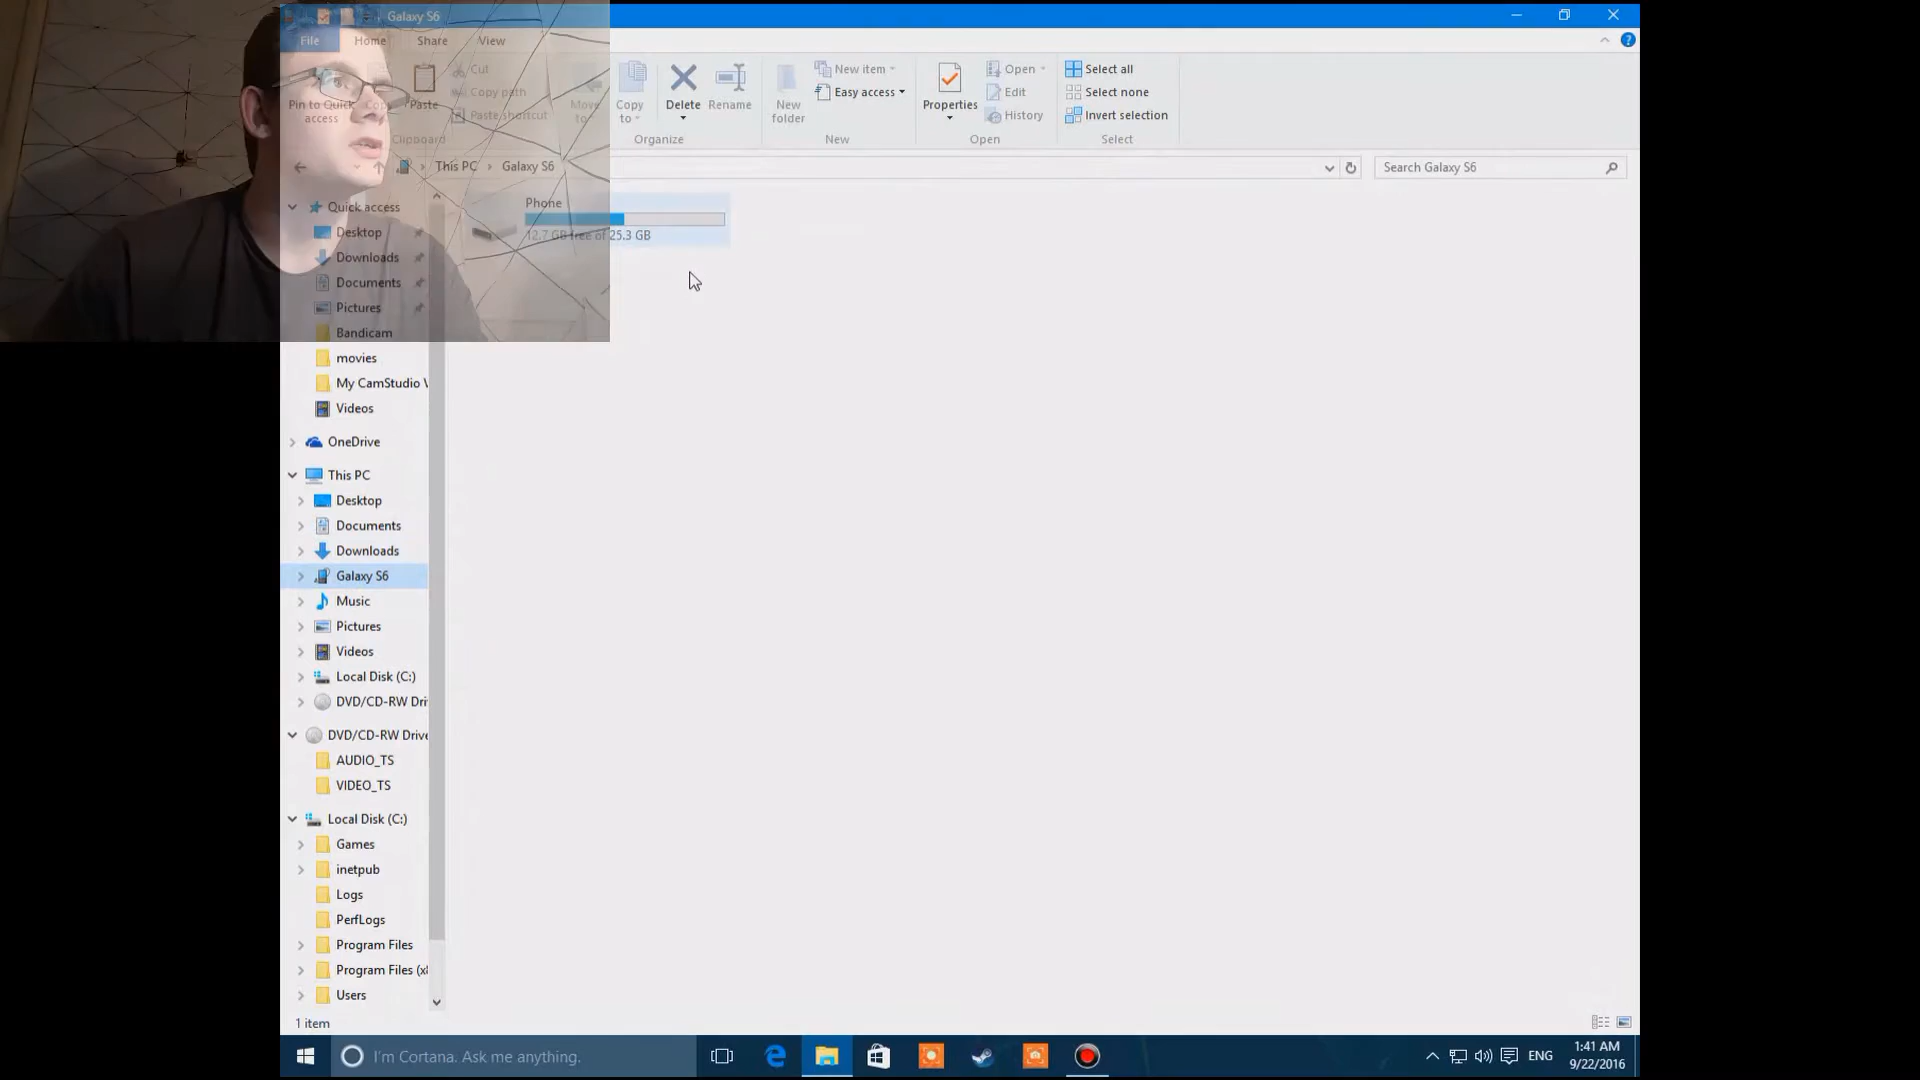 Galaxy S6
File Home Share View
Pin to Quick access
Copy
Paste
Cut
Copy path
Paste shortcut
Clipboard
Move to
Copy to
Delete
Rename
Organize
New folder
New item
Easy access
New
Properties
Open
Edit
History
Open
Select all
Select none
Invert selection
Select
This PC Galaxy S6
Search Galaxy S6
Quick access
Desktop
Downloads
Documents
Pictures
Bandicam
movies
My CamStudio V
Videos
OneDrive
This PC
Desktop
Documents
Downloads
Galaxy S6
Music
Pictures
Videos
Local Disk (C:)
DVD/CD-RW Dri
DVD/CD-RW Drive
AUDIO_TS
VIDEO_TS
Local Disk (C:)
Games
inetpub
Logs
PerfLogs
Program Files
Program Files (x8
Users
Phone
12.7 GB free of 25.3 GB
1 item
I'm Cortana. Ask me anything.
ENG
1:41 AM
9/22/2016